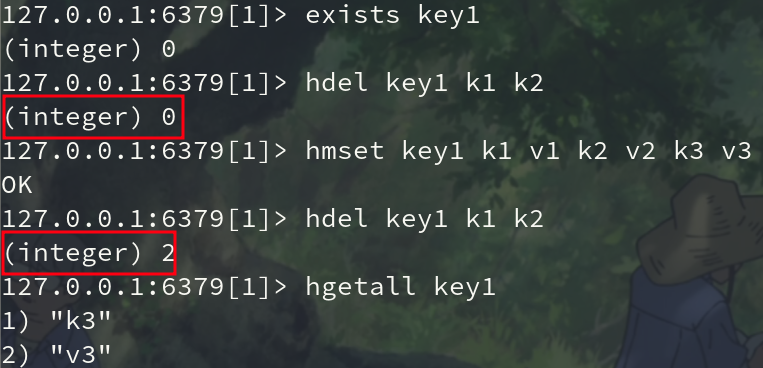 127.0.0.1:6379[1]> exists key1
(integer) 0
127.0.0.1:6379[1]> hdel key1 k1 k2
(integer) 0
127.0.0.1:6379[1]> hmset key1 k1 v1 k2 v2 k3 v3
OK
127.0.0.1:6379[1]> hdel key1 k1 k2
(integer) 2
127.0.0.1:6379[1]> hgetall key1
1) "k3"
2) "v3"